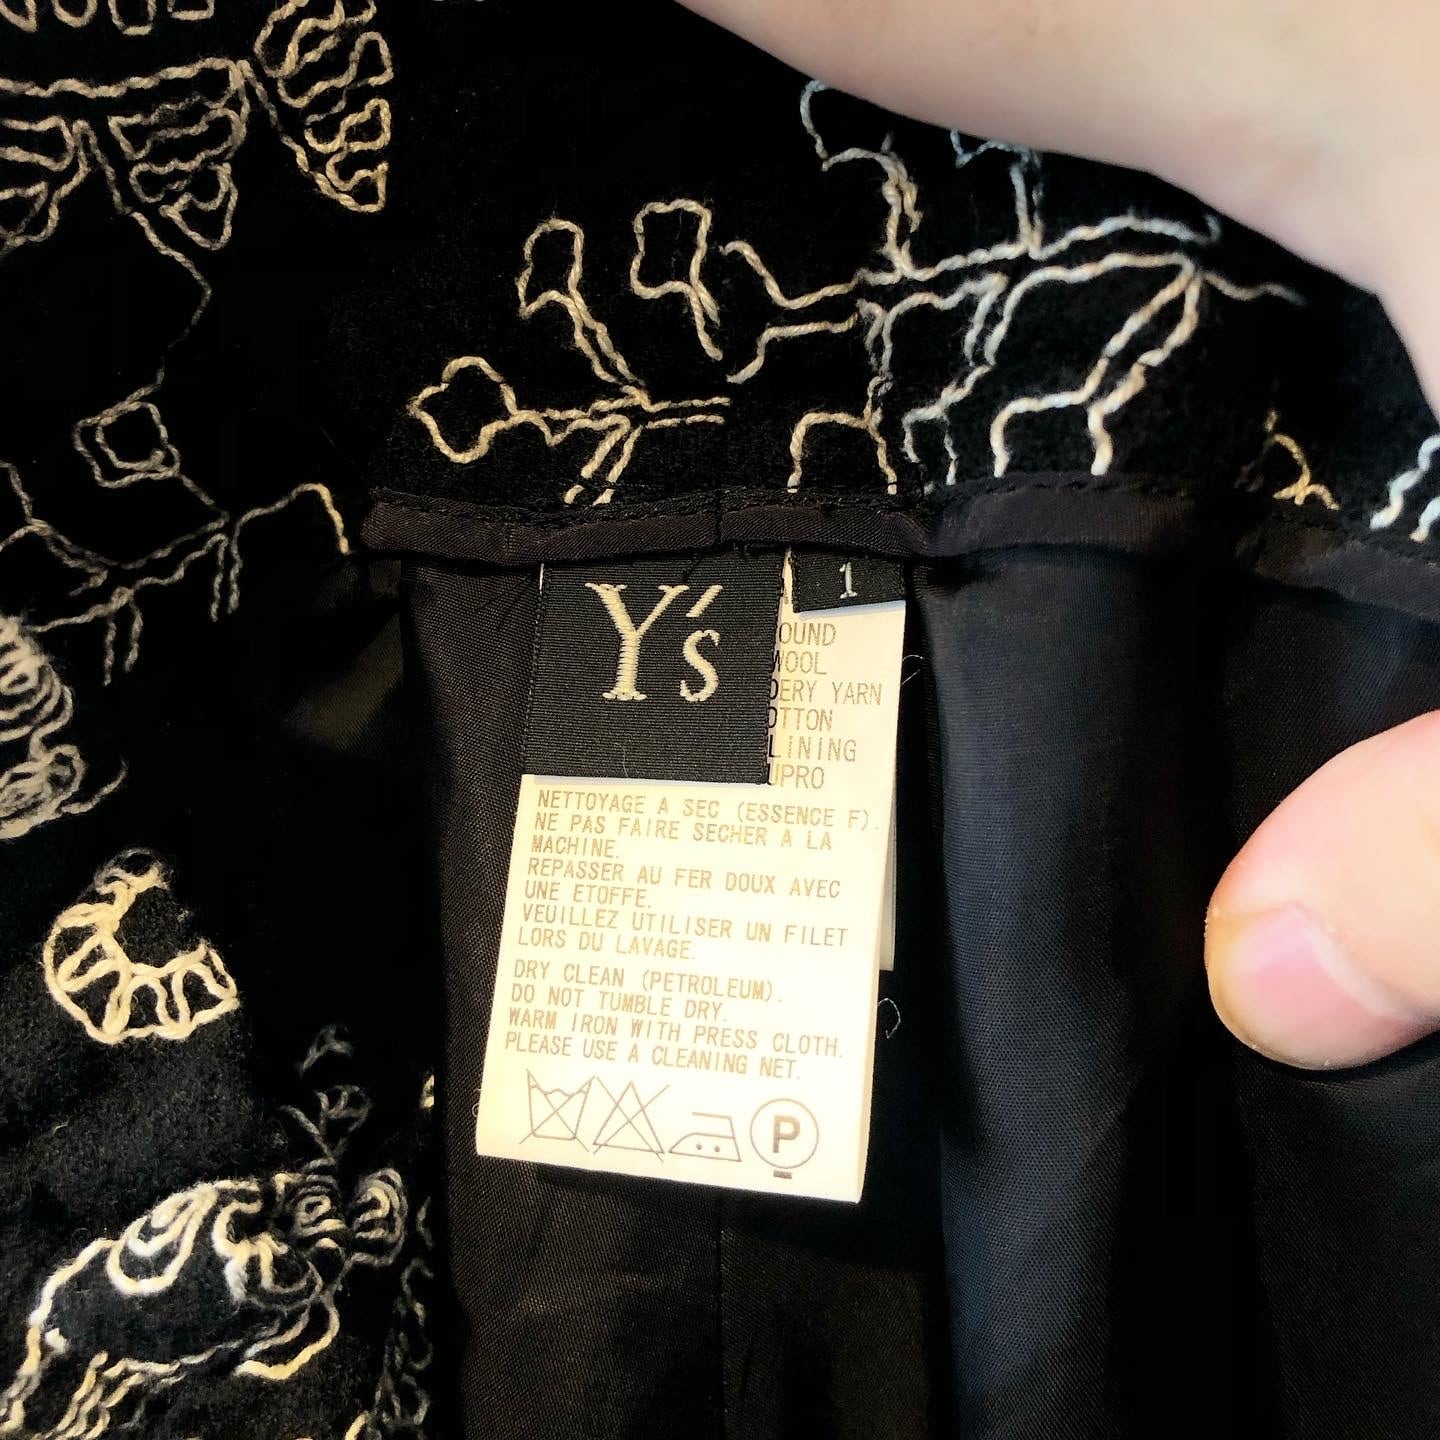 Y's
1
OUND
WOOL
DERY YARN
OTTON
LINING
UPRO
NETTOYAGE A SEC (ESSENCE F).
NE PAS FAIRE SECHER A LA
MACHINE.
REPASSER AU FER DOUX AVEC
UNE ETOFFE.
VEUILLEZ UTILISER UN FILET
LORS DU LAVAGE.
DRY CLEAN (PETROLEUM).
DO NOT TUMBLE DRY.
WARM IRON WITH PRESS CLOTH.
PLEASE USE A CLEANING NET.
P